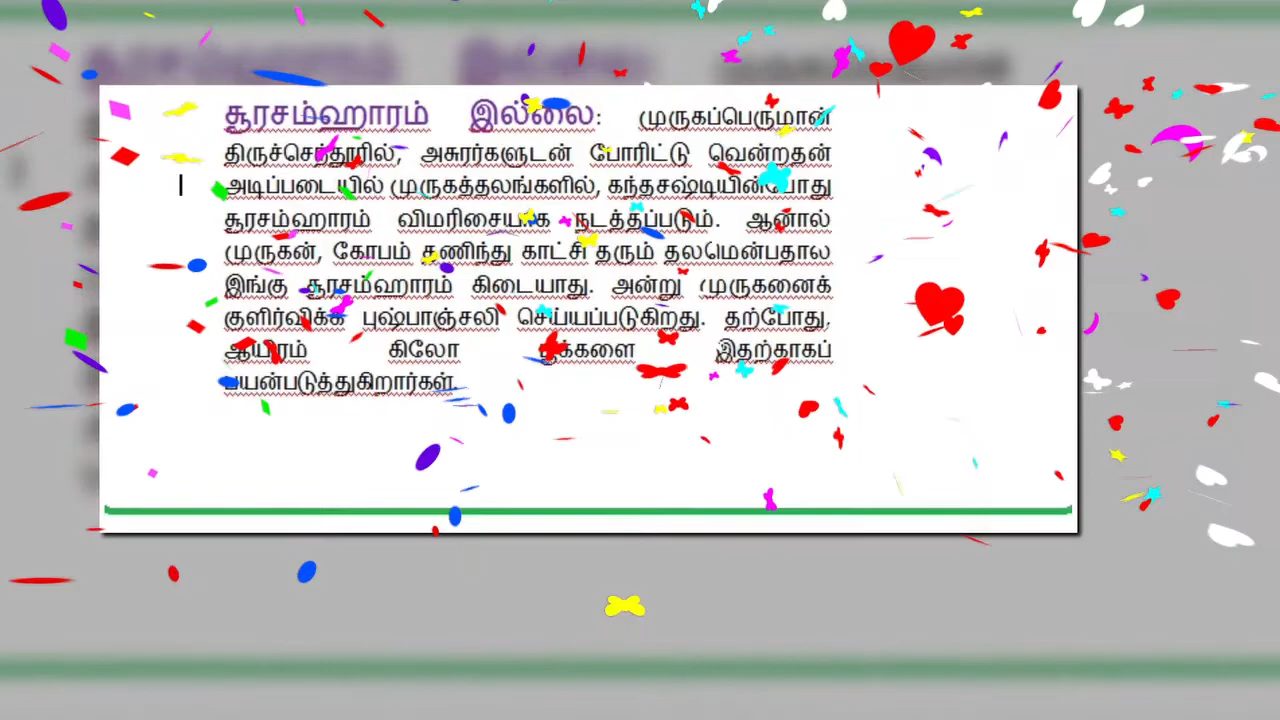 சூரசம்ஹாரம் இல்லை: முருகப்பெருமான்
திருச்செந்தூரில், அசுரர்களுடன் போரிட்டு வென்றதன்
அடிப்படையில் முருகத்தலங்களில், கந்தசஷ்டியின்போது
சூரசம்ஹாரம் விமரிசையாக நடத்தப்படும். ஆனால்
முருகன், கோபம் தணிந்து காட்சி தரும் தலமென்பதால்
இங்கு சூரசம்ஹாரம் கிடையாது. அன்று முருகனைக்
குளிர்விக்க புஷ்பாஞ்சலி செய்யப்படுகிறது. தற்போது,
ஆயிரம் கிலோ பூக்களை இதற்காகப்
பயன்படுத்துகிறார்கள்.